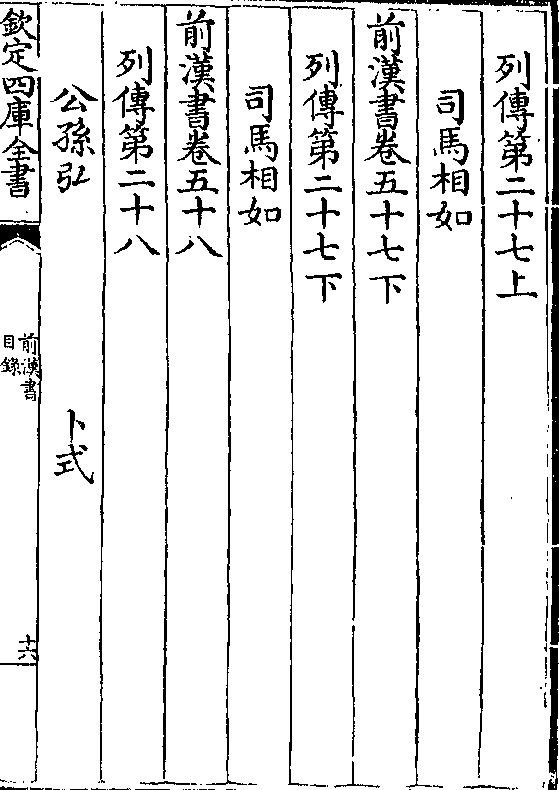 列傳第二十七上
司馬相如
前漢書卷五十七下
列傳第二十七下
司馬相如
前漢書卷五十八
列傳第二十八
公孫弘 卜式
欽定四庫全書
前漢書
目錄
十六